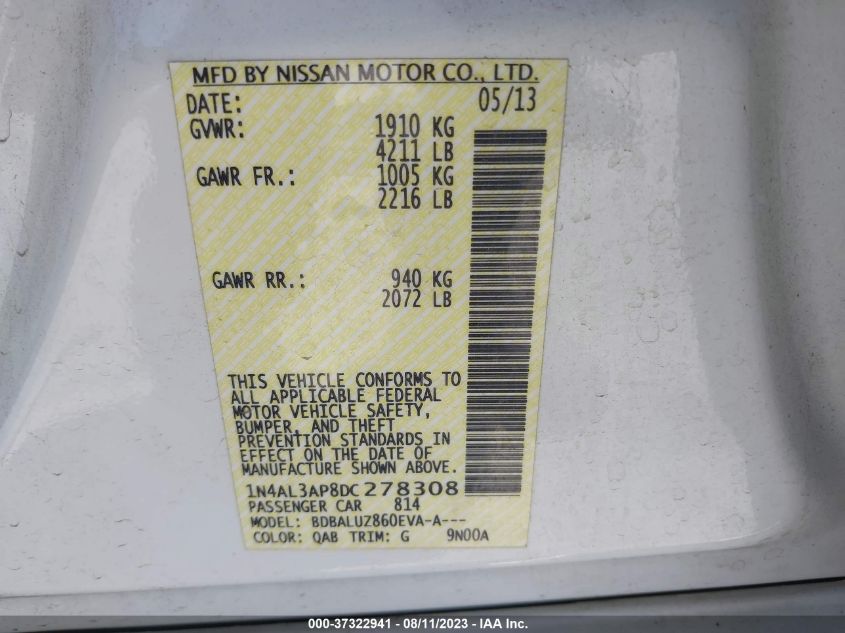 MFD BY NISSAN MOTOR CO., LTD.
DATE: 05/13
GVWR: 1910 KG
4211 LB
GAWR FR.: 1005 KG
2216 LB
GAWR RR.: 940 KG
2072 LB
THIS VEHICLE CONFORMS TO
ALL APPLICABLE FEDERAL
MOTOR VEHICLE SAFETY,
BUMPER, AND THEFT
PREVENTION STANDARDS IN
EFFECT ON THE DATE OF
MANUFACTURE SHOWN ABOVE.
1N4AL3AP8DC278308
PASSENGER CAR 814
MODEL: BDBALUZ860EVA-A---
COLOR: QAB TRIM: G 9N00A
000-37322941 - 08/11/2023 - IAA Inc.